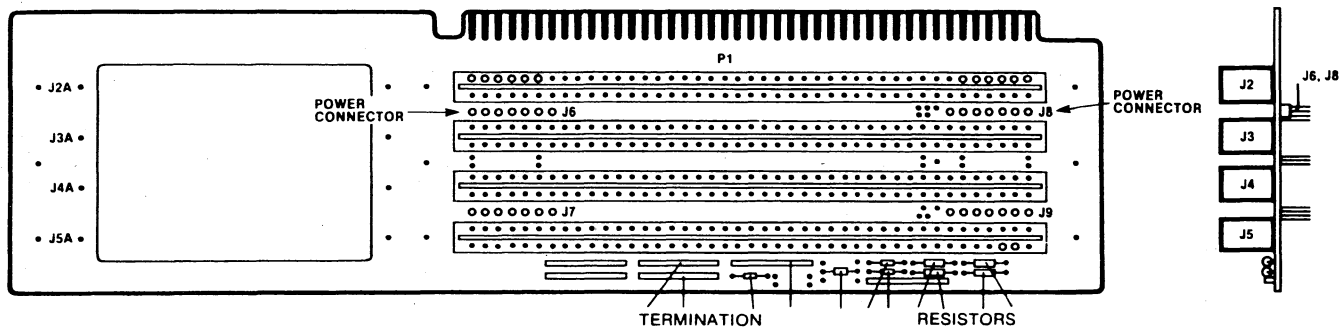 P1
J2A
J2
J6, J8
POWER
CONNECTOR
J6
J8
POWER
CONNECTOR
J3A
J3
J4A
J4
J7
J9
J5A
J5
TERMINATION
RESISTORS